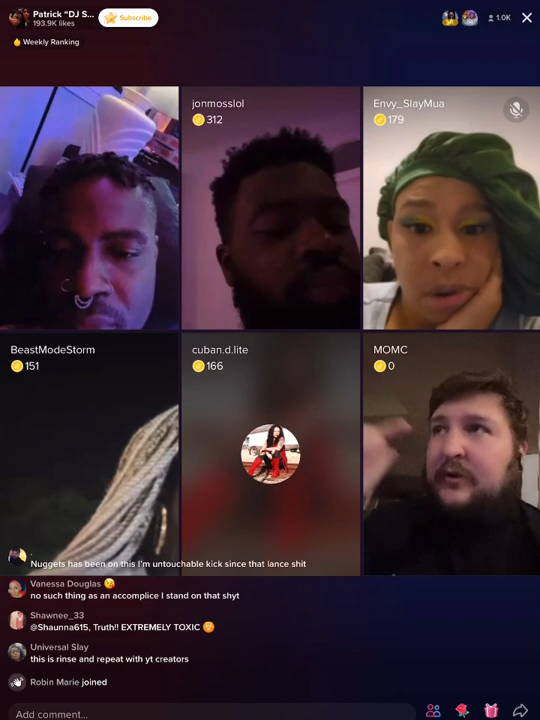 Patrick "DJ S...
193.9K likes
Subscribe
1.0K
Weekly Ranking
jonmosslol
312
Envy_SlayMua
179
BeastModeStorm
151
cuban.d.lite
166
MOMC
0
.
Nuggets has been on this I'm untouchable kick since that lance shit
Vanessa Douglas 😘
no such thing as an accomplice I stand on that shyt
Shawnee_33
@Shaunna615, Truth!! EXTREMELY TOXIC
Universal Slay
this is rinse and repeat with yt creators
Robin Marie joined
Add comment...